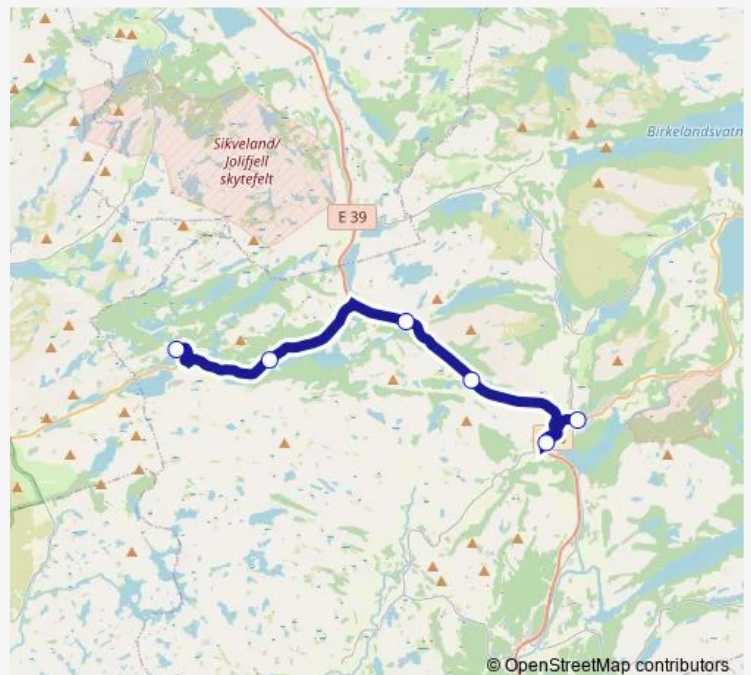 Birkelandsvatn
Sikveland/
Jolifjell
skytefelt
E 39
© OpenStreetMap contributors